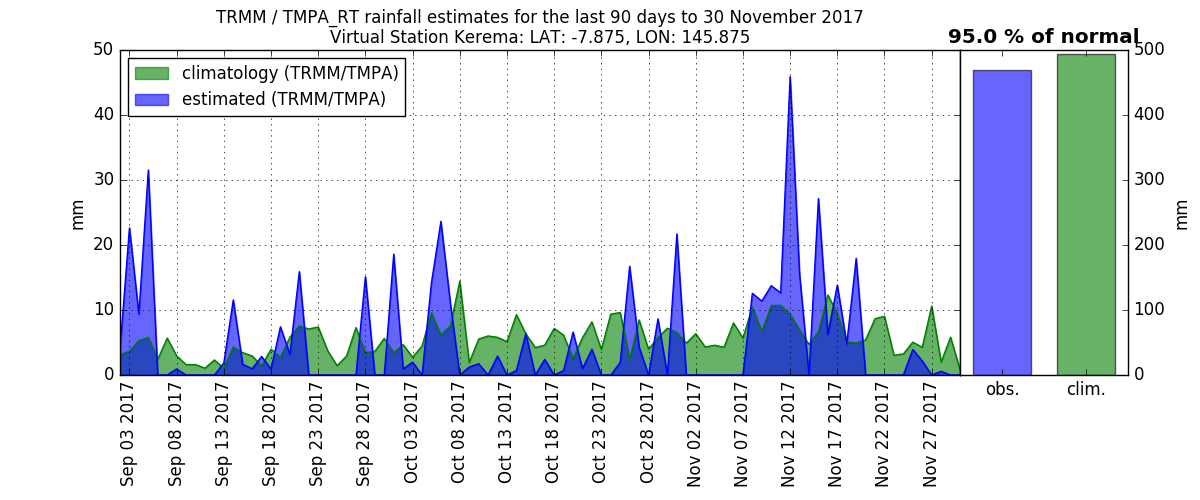 TRMM / TMPA_RT rainfall estimates for the last 90 days to 30 November 2017
Virtual Station Kerema: LAT: -7.875, LON: 145.875
95.0 % of normal
climatology (TRMM/TMPA)
estimated (TRMM/TMPA)
mm
50
40
30
20
10
0
Sep 03 2017
Sep 08 2017
Sep 13 2017
Sep 18 2017
Sep 23 2017
Sep 28 2017
Oct 03 2017
Oct 08 2017
Oct 13 2017
Oct 18 2017
Oct 23 2017
Oct 28 2017
Nov 02 2017
Nov 07 2017
Nov 12 2017
Nov 17 2017
Nov 22 2017
Nov 27 2017
obs.
clim.
500
400
300
200
100
0
mm